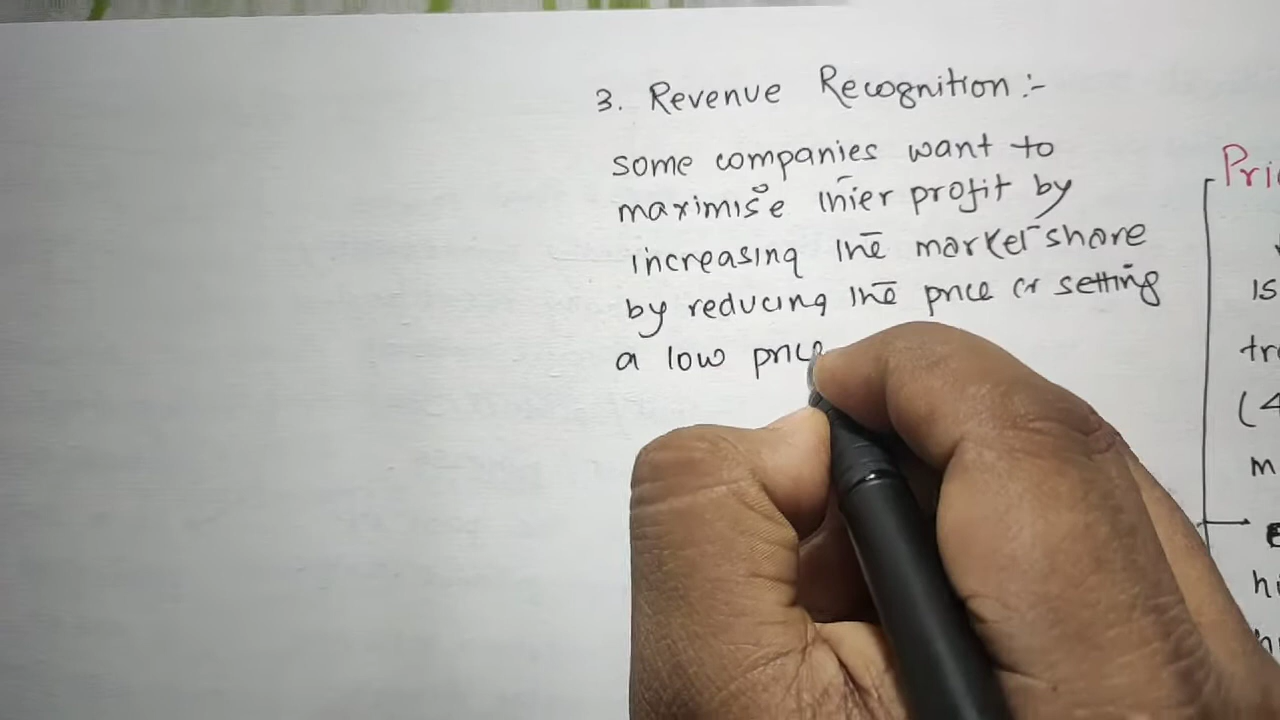 3. Revenue Recognition :-
some companies want to
maximise thier profit by
increasing the market share
by reducing the price or setting
a low price
Pri
is
tr
(4
m
hi